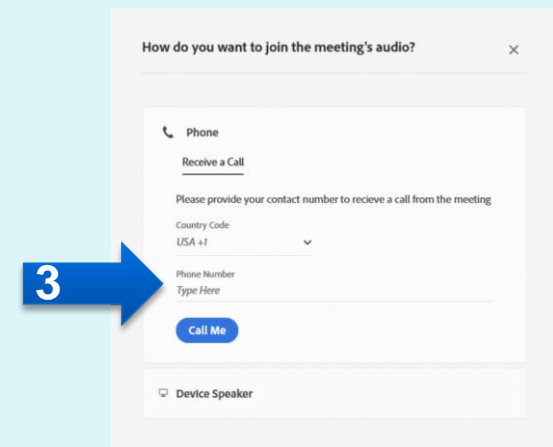 How do you want to join the meeting's audio?
Phone
Receive a Call
Please provide your contact number to recieve a call from the meeting
Country Code
USA +1
3
Phone Number
Type Here
Call Me
Device Speaker